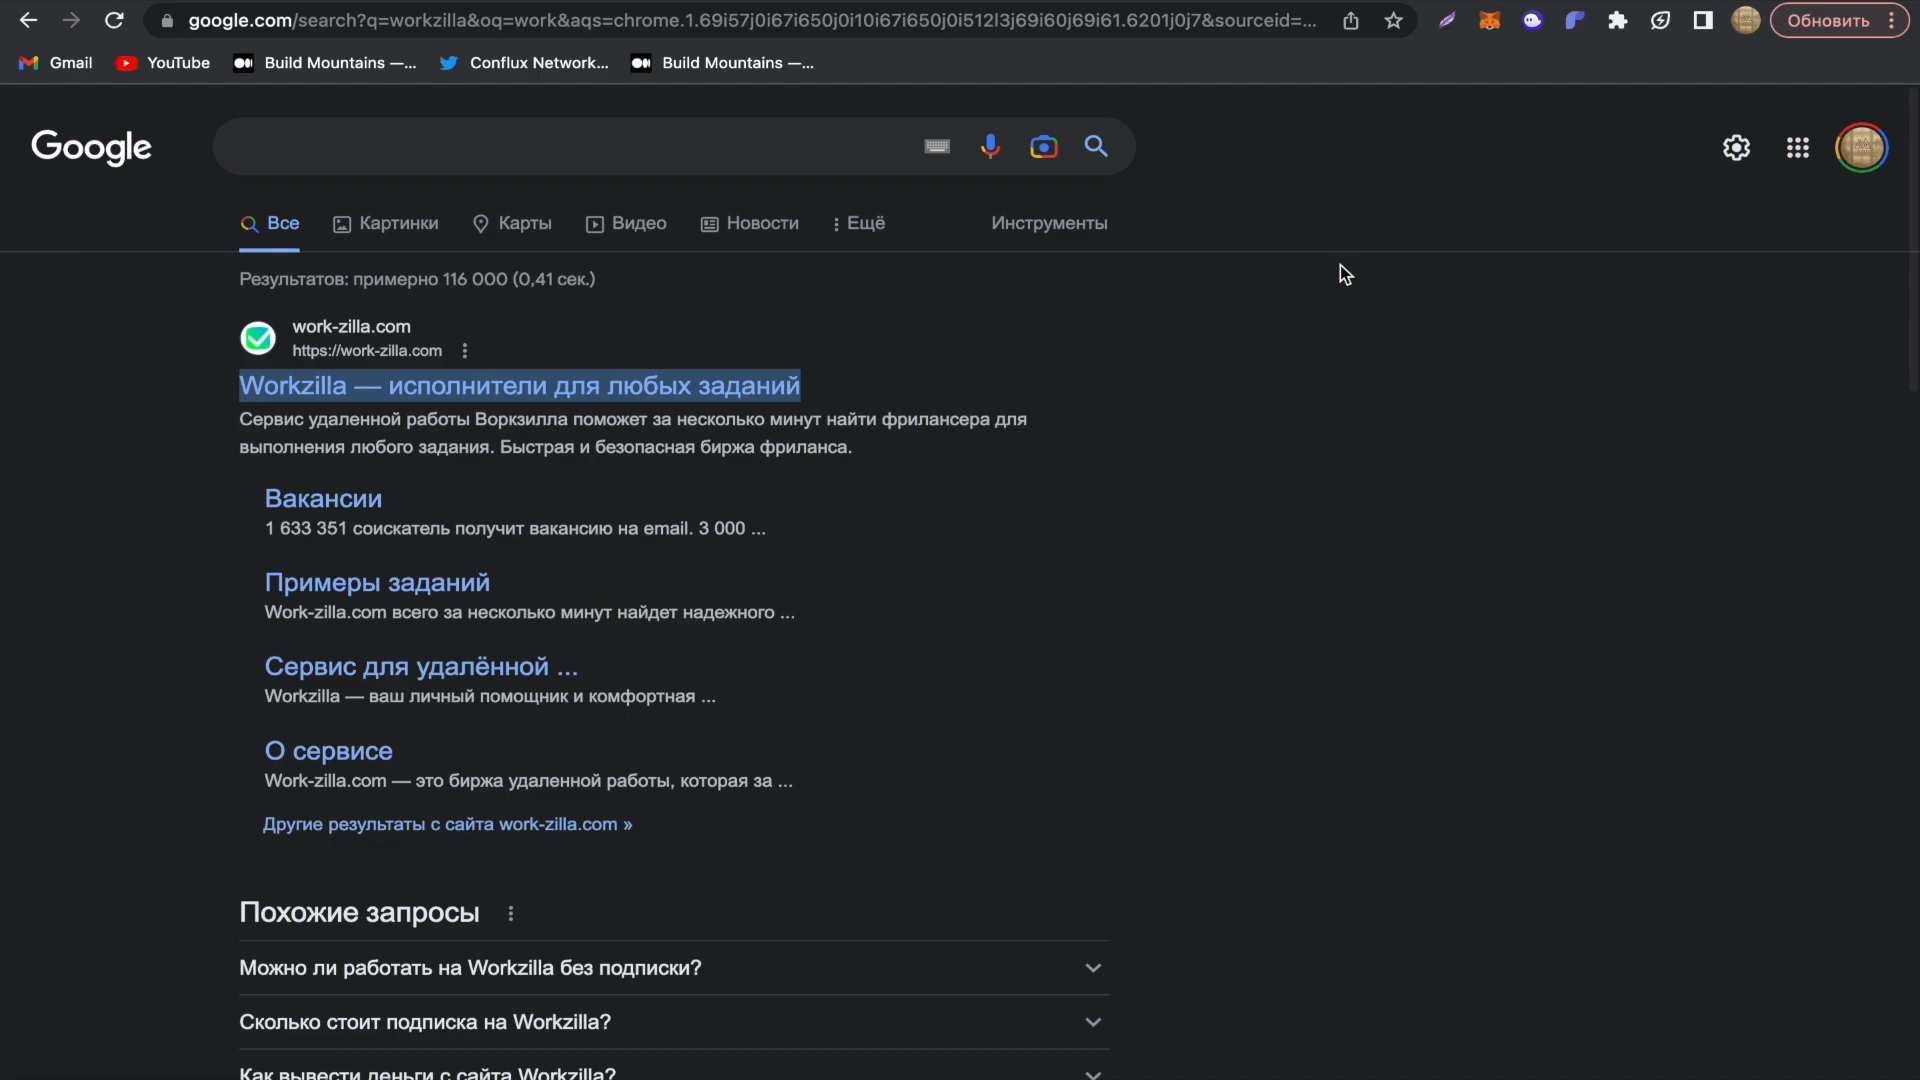 google.com/search?q=workzilla&oq=work&aqs=chrome.1.69i57j0i67i650j0i10i67i650j0i512l3j69i60j69i61.6201j0j7&sourceid=...
Обновить
Gmail
YouTube
Build Mountains —...
Conflux Network...
Build Mountains —...
Google
Все
Картинки
Карты
Видео
Новости
Ещё
Инструменты
Результатов: примерно 116 000 (0,41 сек.)
work-zilla.com
https://work-zilla.com
Workzilla — исполнители для любых заданий
Сервис удаленной работы Воркзилла поможет за несколько минут найти фрилансера для
выполнения любого задания. Быстрая и безопасная биржа фриланса.
Вакансии
1 633 351 соискатель получит вакансию на email. 3 000 ...
Примеры заданий
Work-zilla.com всего за несколько минут найдет надежного ...
Сервис для удалённой ...
Workzilla — ваш личный помощник и комфортная ...
О сервисе
Work-zilla.com — это биржа удаленной работы, которая за ...
Другие результаты с сайта work-zilla.com »
Похожие запросы
Можно ли работать на Workzilla без подписки?
Сколько стоит подписка на Workzilla?
Как вывести деньги с сайта Workzilla?